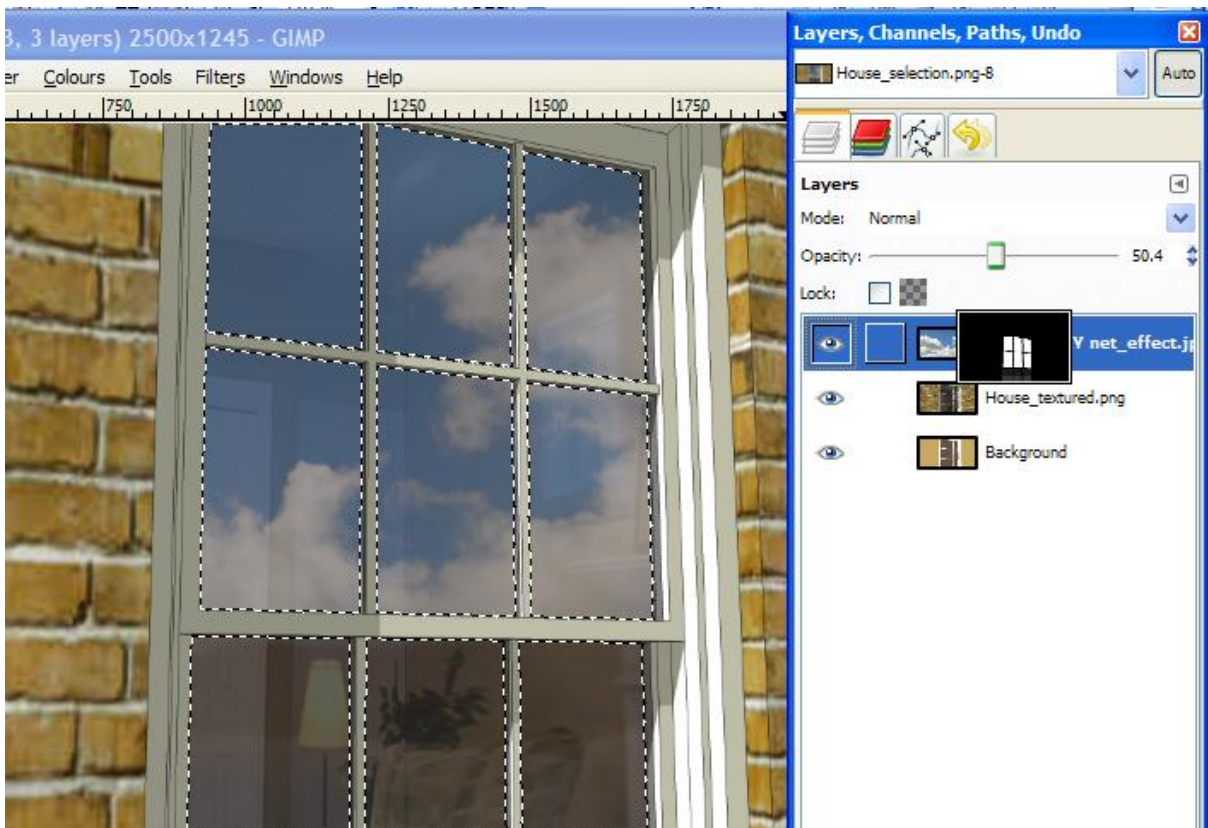 3, 3 layers) 2500x1245 - GIMP
er Colours Tools Filters Windows Help
750 1000 1250 1500 1750
Layers, Channels, Paths, Undo
House_selection.png-8
Auto
Layers
Mode: Normal
Opacity: 50.4
Lock:
Y net_effect.jp
House_textured.png
Background